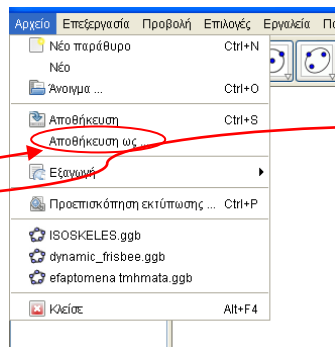 Αρχείο Επεξεργασία Προβολή Επιλογές Εργαλεία
Νέο παράθυρο Ctrl+N
Νέο
Άνοιγμα ... Ctrl+O
Αποθήκευση Ctrl+S
Αποθήκευση ως ...
Εξαγωγή
Προεπισκόπηση εκτύπωσης ... Ctrl+P
ISOSKELES.ggb
dynamic_frisbee.ggb
efaptomena tmhmata.ggb
Κλείσε Alt+F4